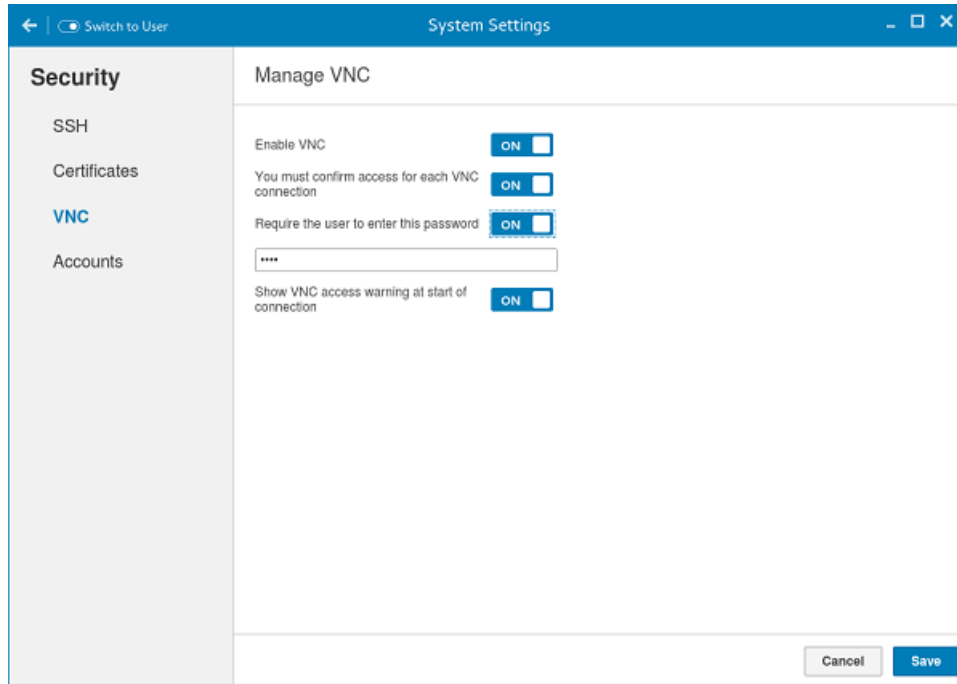 Switch to User
System Settings
Security
SSH
Certificates
VNC
Accounts
Manage VNC
Enable VNC
ON
You must confirm access for each VNC
connection
ON
Require the user to enter this password
ON
••••
Show VNC access warning at start of
connection
ON
Cancel
Save